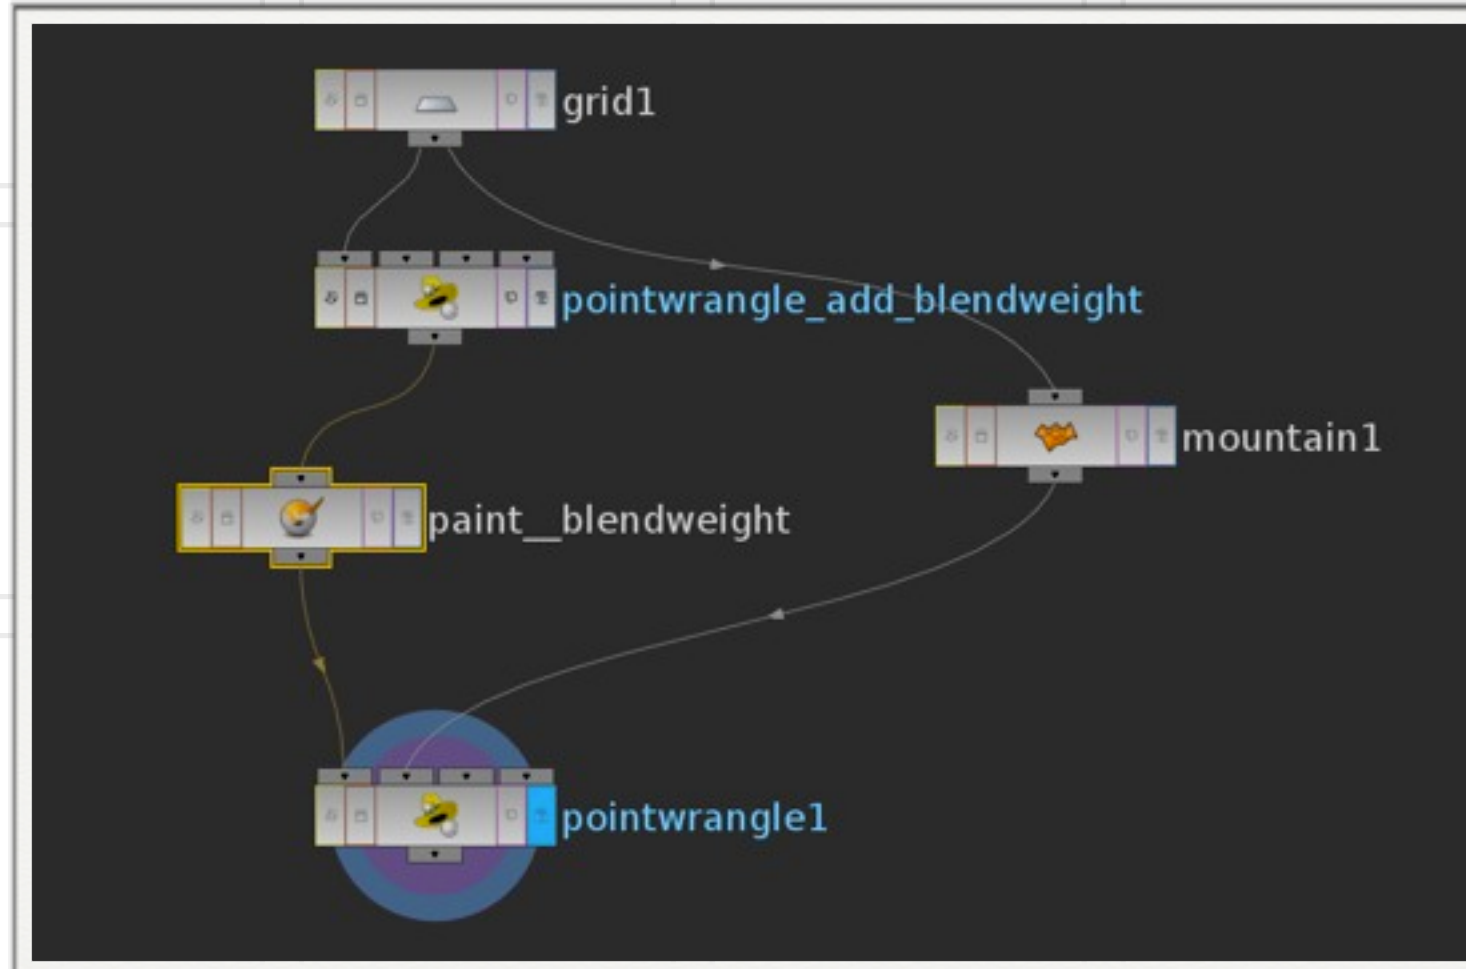 grid1
pointwrangle_add_blendweight
mountain1
paint__blendweight
pointwrangle1